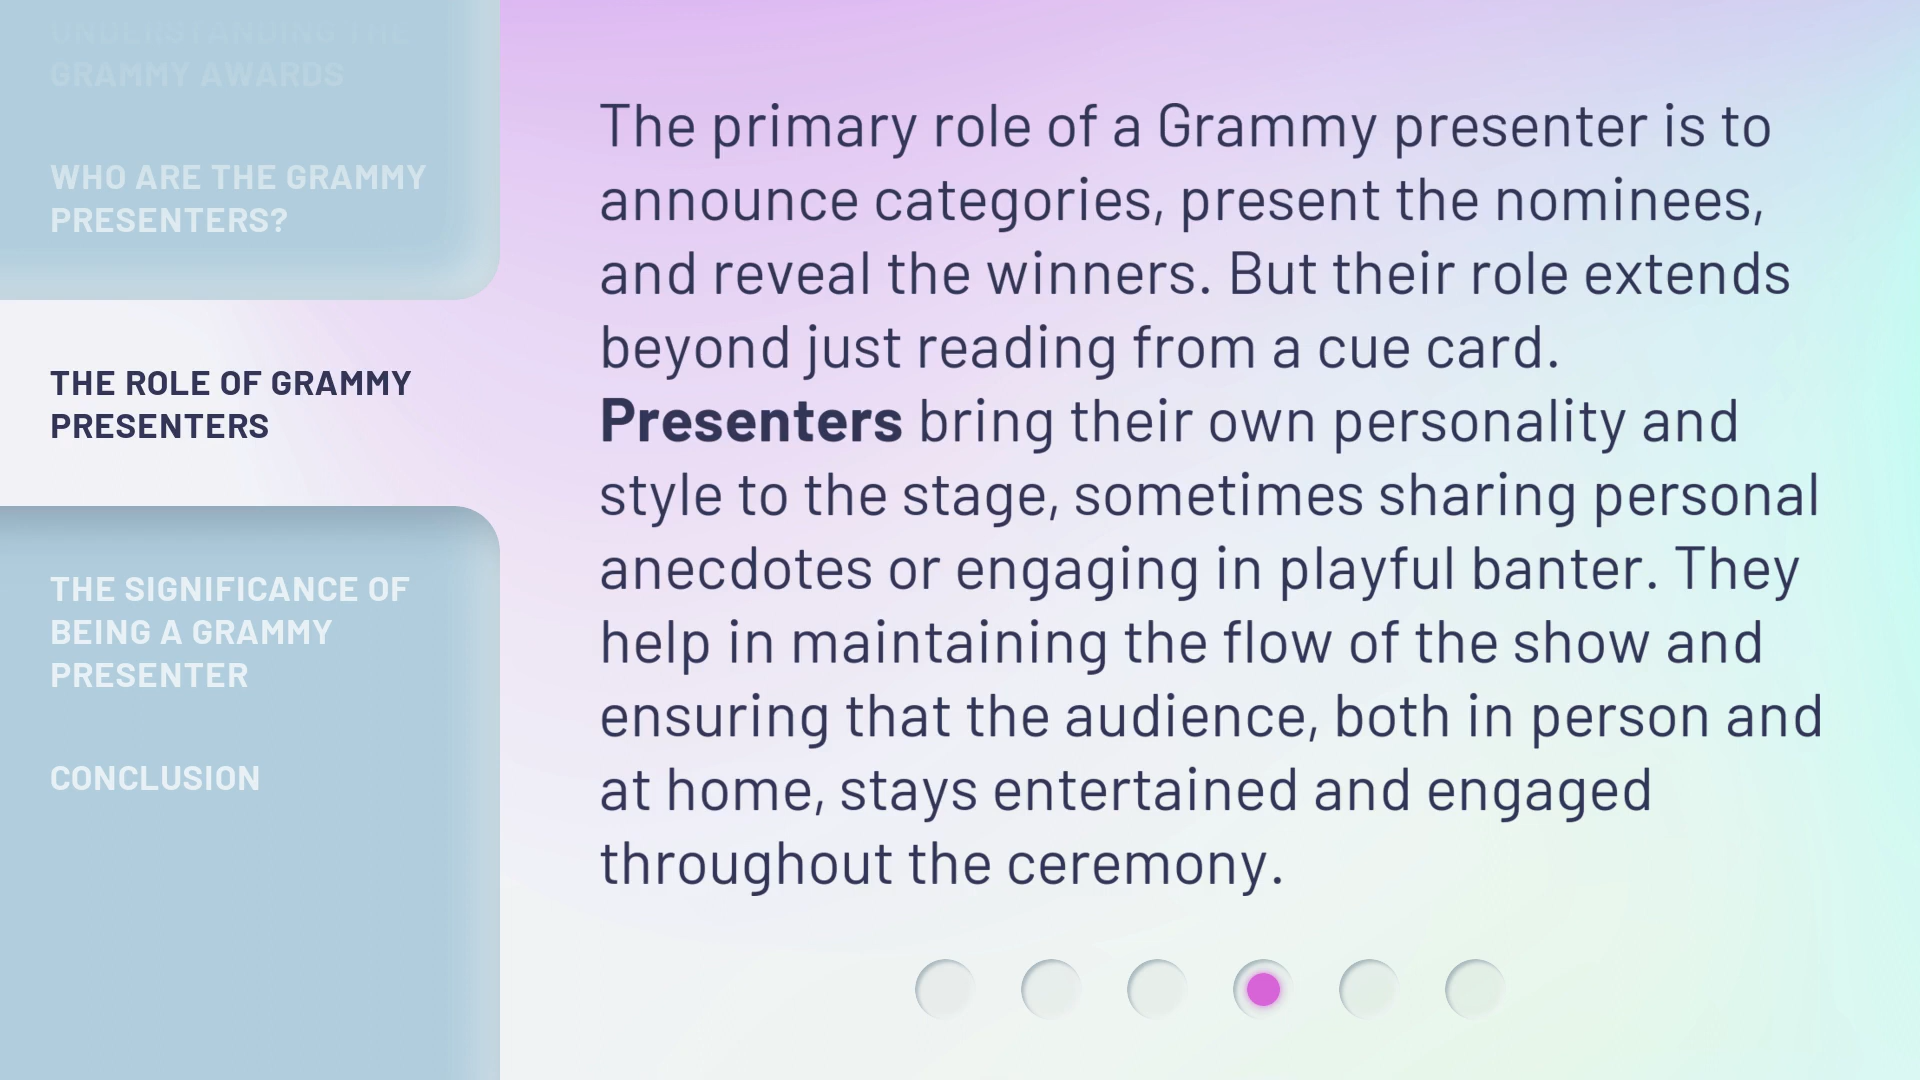 UNDERSTANDING THE
GRAMMY AWARDS
WHO ARE THE GRAMMY
PRESENTERS?
THE ROLE OF GRAMMY
PRESENTERS
THE SIGNIFICANCE OF
BEING A GRAMMY
PRESENTER
CONCLUSION
The primary role of a Grammy presenter is to
announce categories, present the nominees,
and reveal the winners. But their role extends
beyond just reading from a cue card.
Presenters bring their own personality and
style to the stage, sometimes sharing personal
anecdotes or engaging in playful banter. They
help in maintaining the flow of the show and
ensuring that the audience, both in person and
at home, stays entertained and engaged
throughout the ceremony.